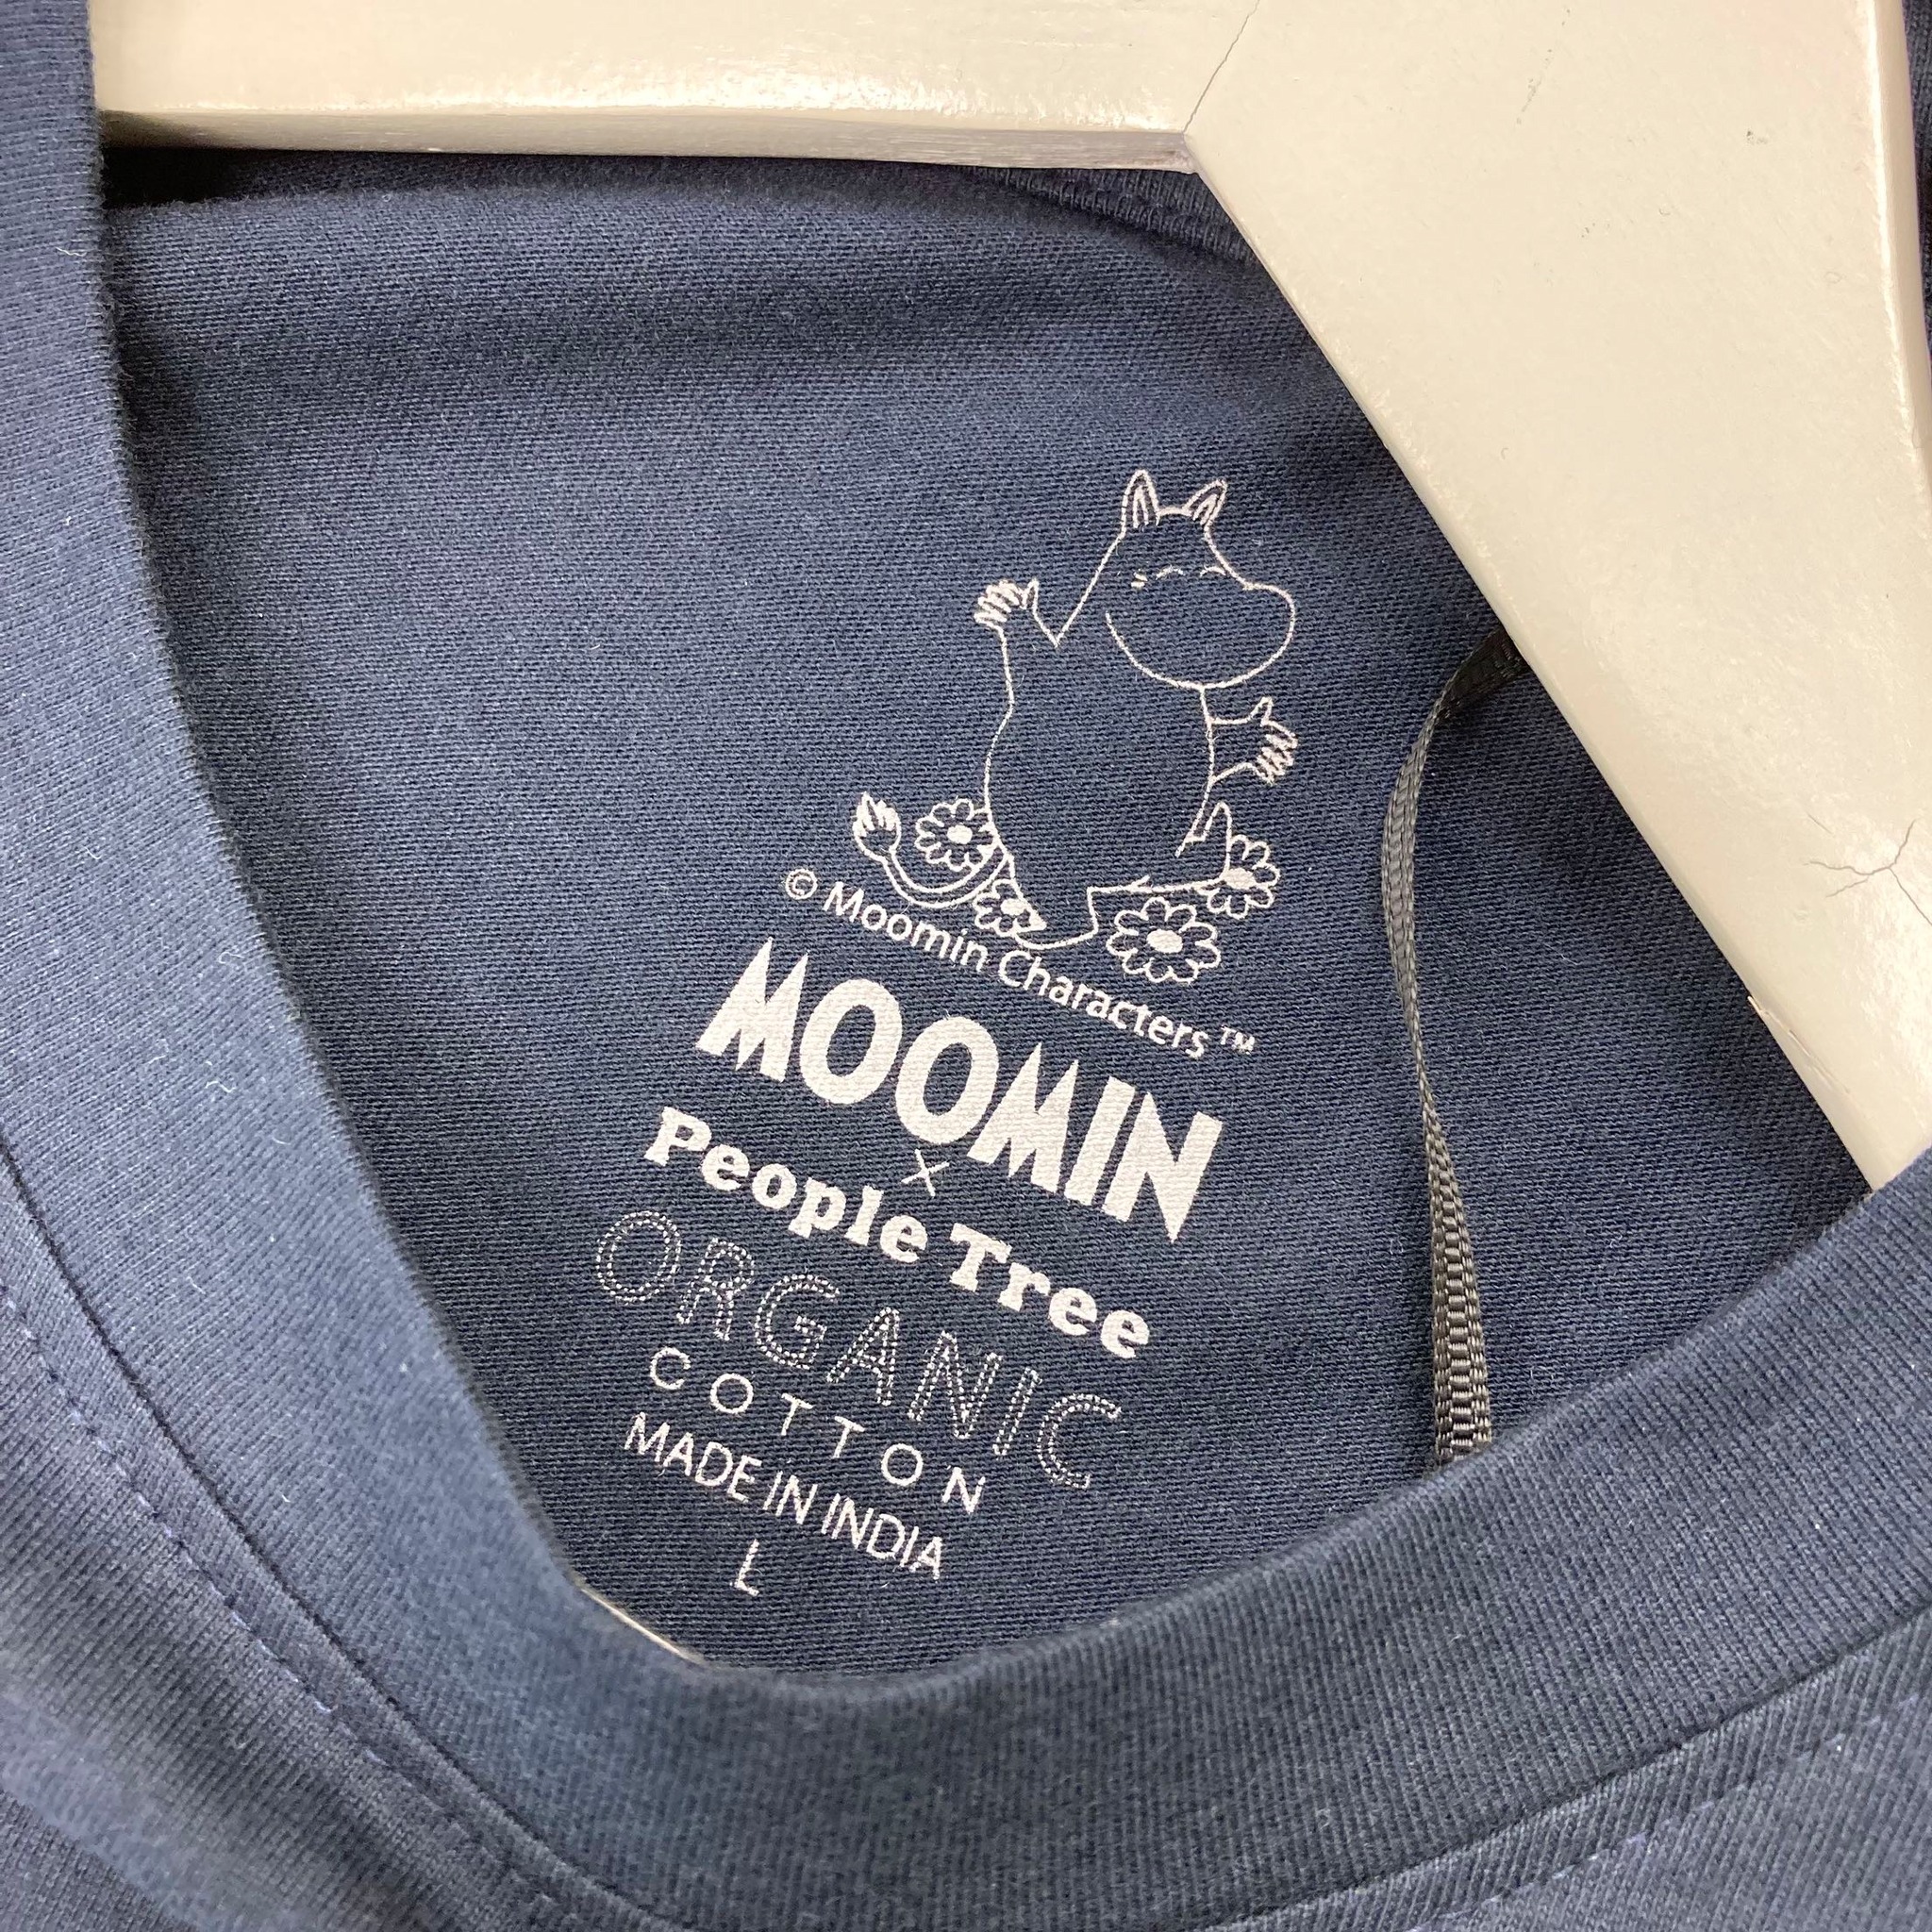 © Moomin Characters™
MOOMIN
×
People Tree
ORGANIC
COTTON
MADE IN INDIA
L